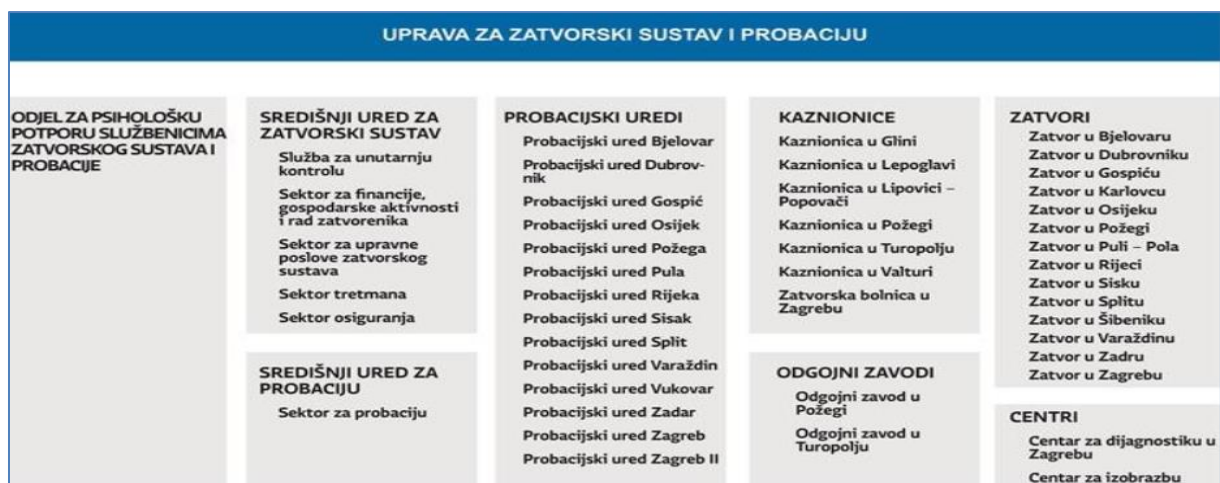 UPRAVA ZA ZATVORSKI SUSTAV I PROBACIJU
ODJEL ZA PSIHOLOŠKU
POTPORU SLUŽBENICIMA
ZATVORSKOG SUSTAVA I
PROBACIJE
SREDIŠNJI URED ZA
ZATVORSKI SUSTAV
Služba za unutarnju
kontrolu
Sektor za financije,
gospodarske aktivnosti
i rad zatvorenika
Sektor za upravne
poslove zatvorskog
sustava
Sektor tretmana
Sektor osiguranja
SREDIŠNJI URED ZA
PROBACIJU
Sektor za probaciju
PROBACIJSKI UREDI
Probacijski ured Bjelovar
Probacijski ured Dubrov-
nik
Probacijski ured Gospić
Probacijski ured Osijek
Probacijski ured Požega
Probacijski ured Pula
Probacijski ured Rijeka
Probacijski ured Sisak
Probacijski ured Split
Probacijski ured Varaždin
Probacijski ured Vukovar
Probacijski ured Zadar
Probacijski ured Zagreb
Probacijski ured Zagreb II
KAZNIONICE
Kaznionica u Glini
Kaznionica u Lepoglavi
Kaznionica u Lipovici –
Popovači
Kaznionica u Požegi
Kaznionica u Turopolju
Kaznionica u Valturi
Zatvorska bolnica u
Zagrebu
ODGOJNI ZAVODI
Odgojni zavod u
Požegi
Odgojni zavod u
Turopolju
ZATVORI
Zatvor u Bjelovaru
Zatvor u Dubrovniku
Zatvor u Gospiću
Zatvor u Karlovcu
Zatvor u Osijeku
Zatvor u Požegi
Zatvor u Puli – Pola
Zatvor u Rijeci
Zatvor u Sisku
Zatvor u Splitu
Zatvor u Šibeniku
Zatvor u Varaždinu
Zatvor u Zadru
Zatvor u Zagrebu
CENTRI
Centar za dijagnostiku u
Zagrebu
Centar za izobrazbu